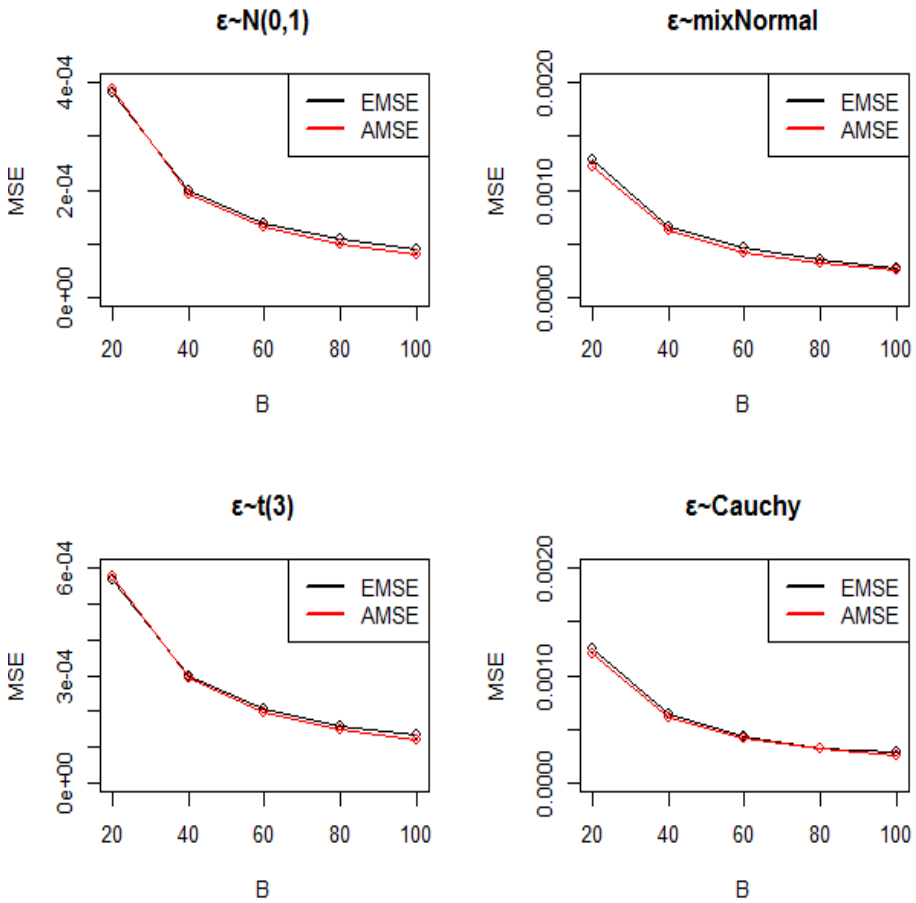 ε~N(0,1)
MSE
4e-04
2e-04
0e+00
EMSE
AMSE
20 40 60 80 100
B
ε~mixNormal
MSE
0.0020
0.0010
0.0000
EMSE
AMSE
20 40 60 80 100
B
ε~t(3)
MSE
6e-04
3e-04
0e+00
EMSE
AMSE
20 40 60 80 100
B
ε~Cauchy
MSE
0.0020
0.0010
0.0000
EMSE
AMSE
20 40 60 80 100
B